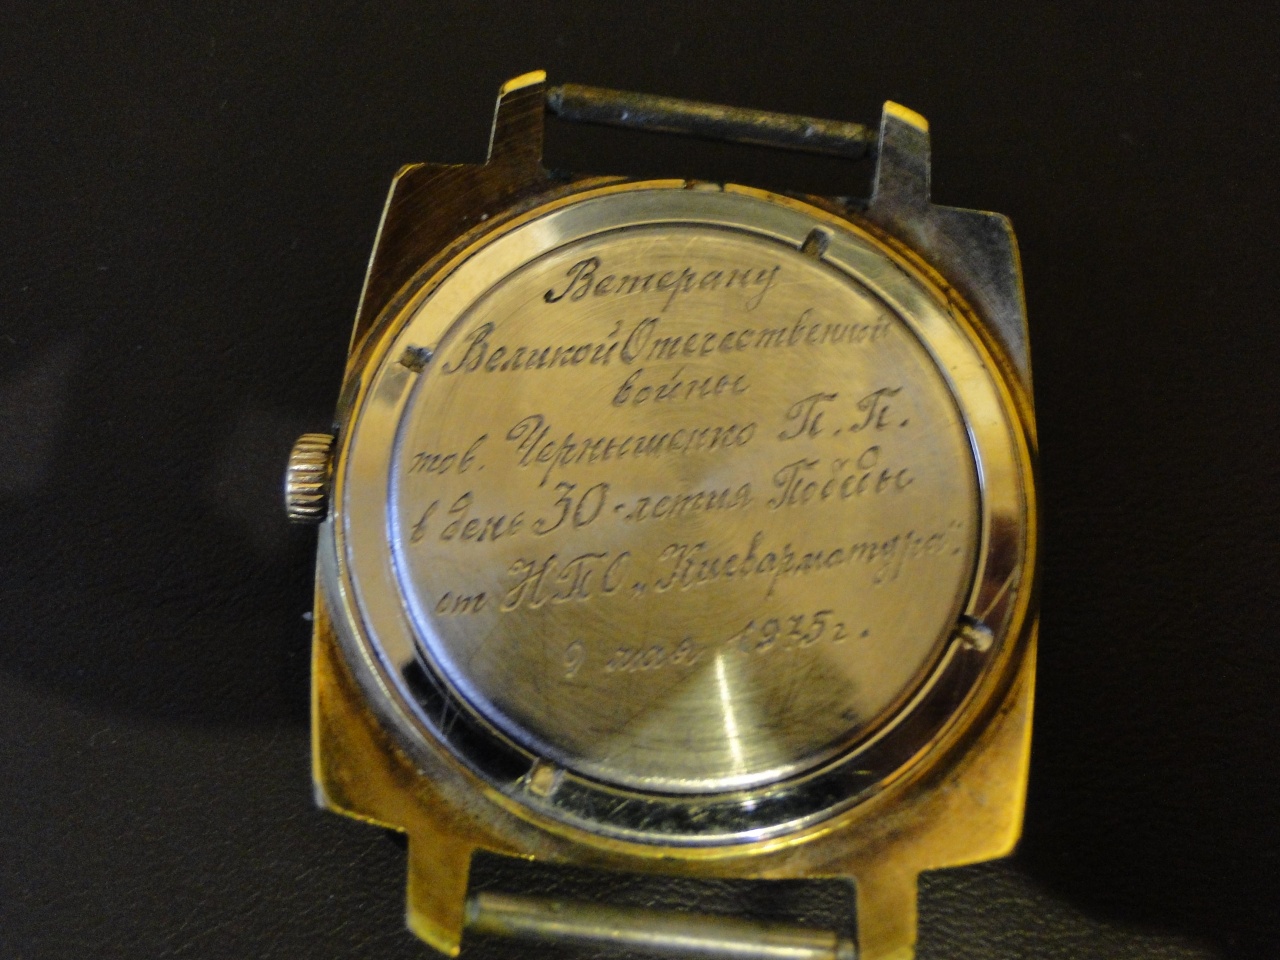 Ветерану
Великой Отечественной
войны
тов. Чернышенко П. П.
в день 30-летия Победы
от НПО „Киеварматура".
9 мая 1975 г.